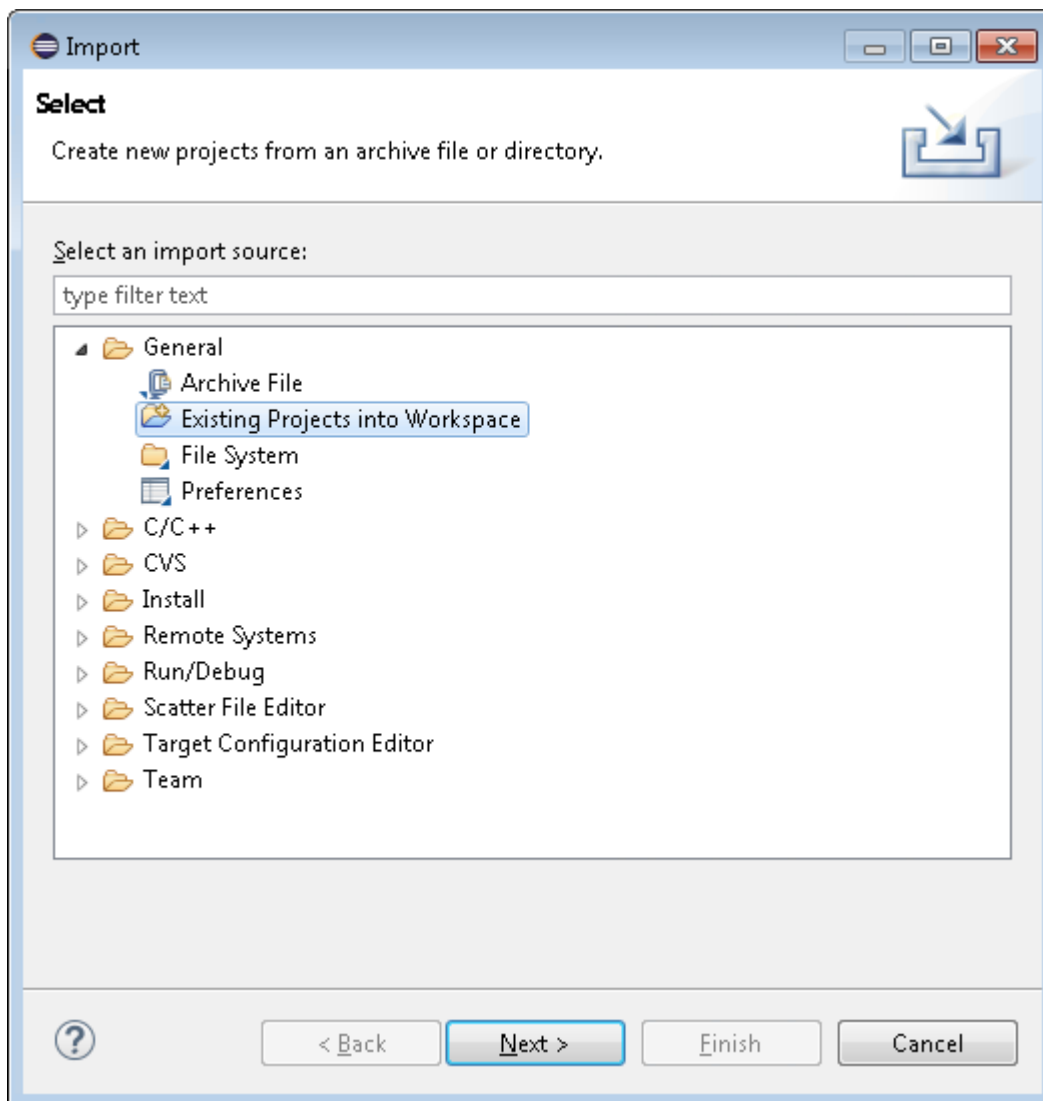 Import
Select
Create new projects from an archive file or directory.
Select an import source:
type filter text
General
Archive File
Existing Projects into Workspace
File System
Preferences
C/C++
CVS
Install
Remote Systems
Run/Debug
Scatter File Editor
Target Configuration Editor
Team
? < Back Next > Finish Cancel